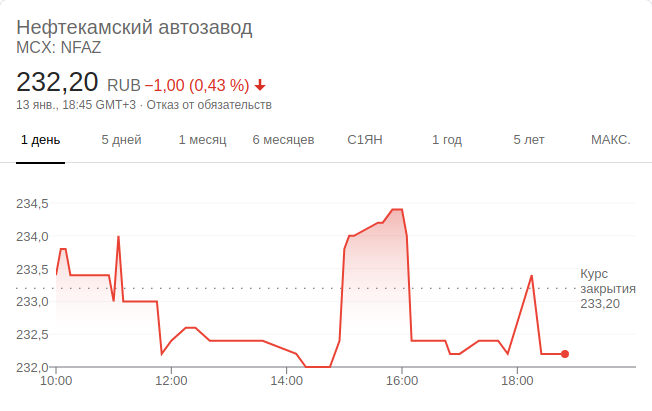 Нефтекамский автозавод
MCX: NFAZ
232,20 RUB −1,00 (0,43 %)
13 янв., 18:45 GMT+3 · Отказ от обязательств
1 день 5 дней 1 месяц 6 месяцев С1ЯН 1 год 5 лет МАКС.
234,5
234,0
233,5
233,0
232,5
232,0
Курс
закрытия
233,20
10:00 12:00 14:00 16:00 18:00